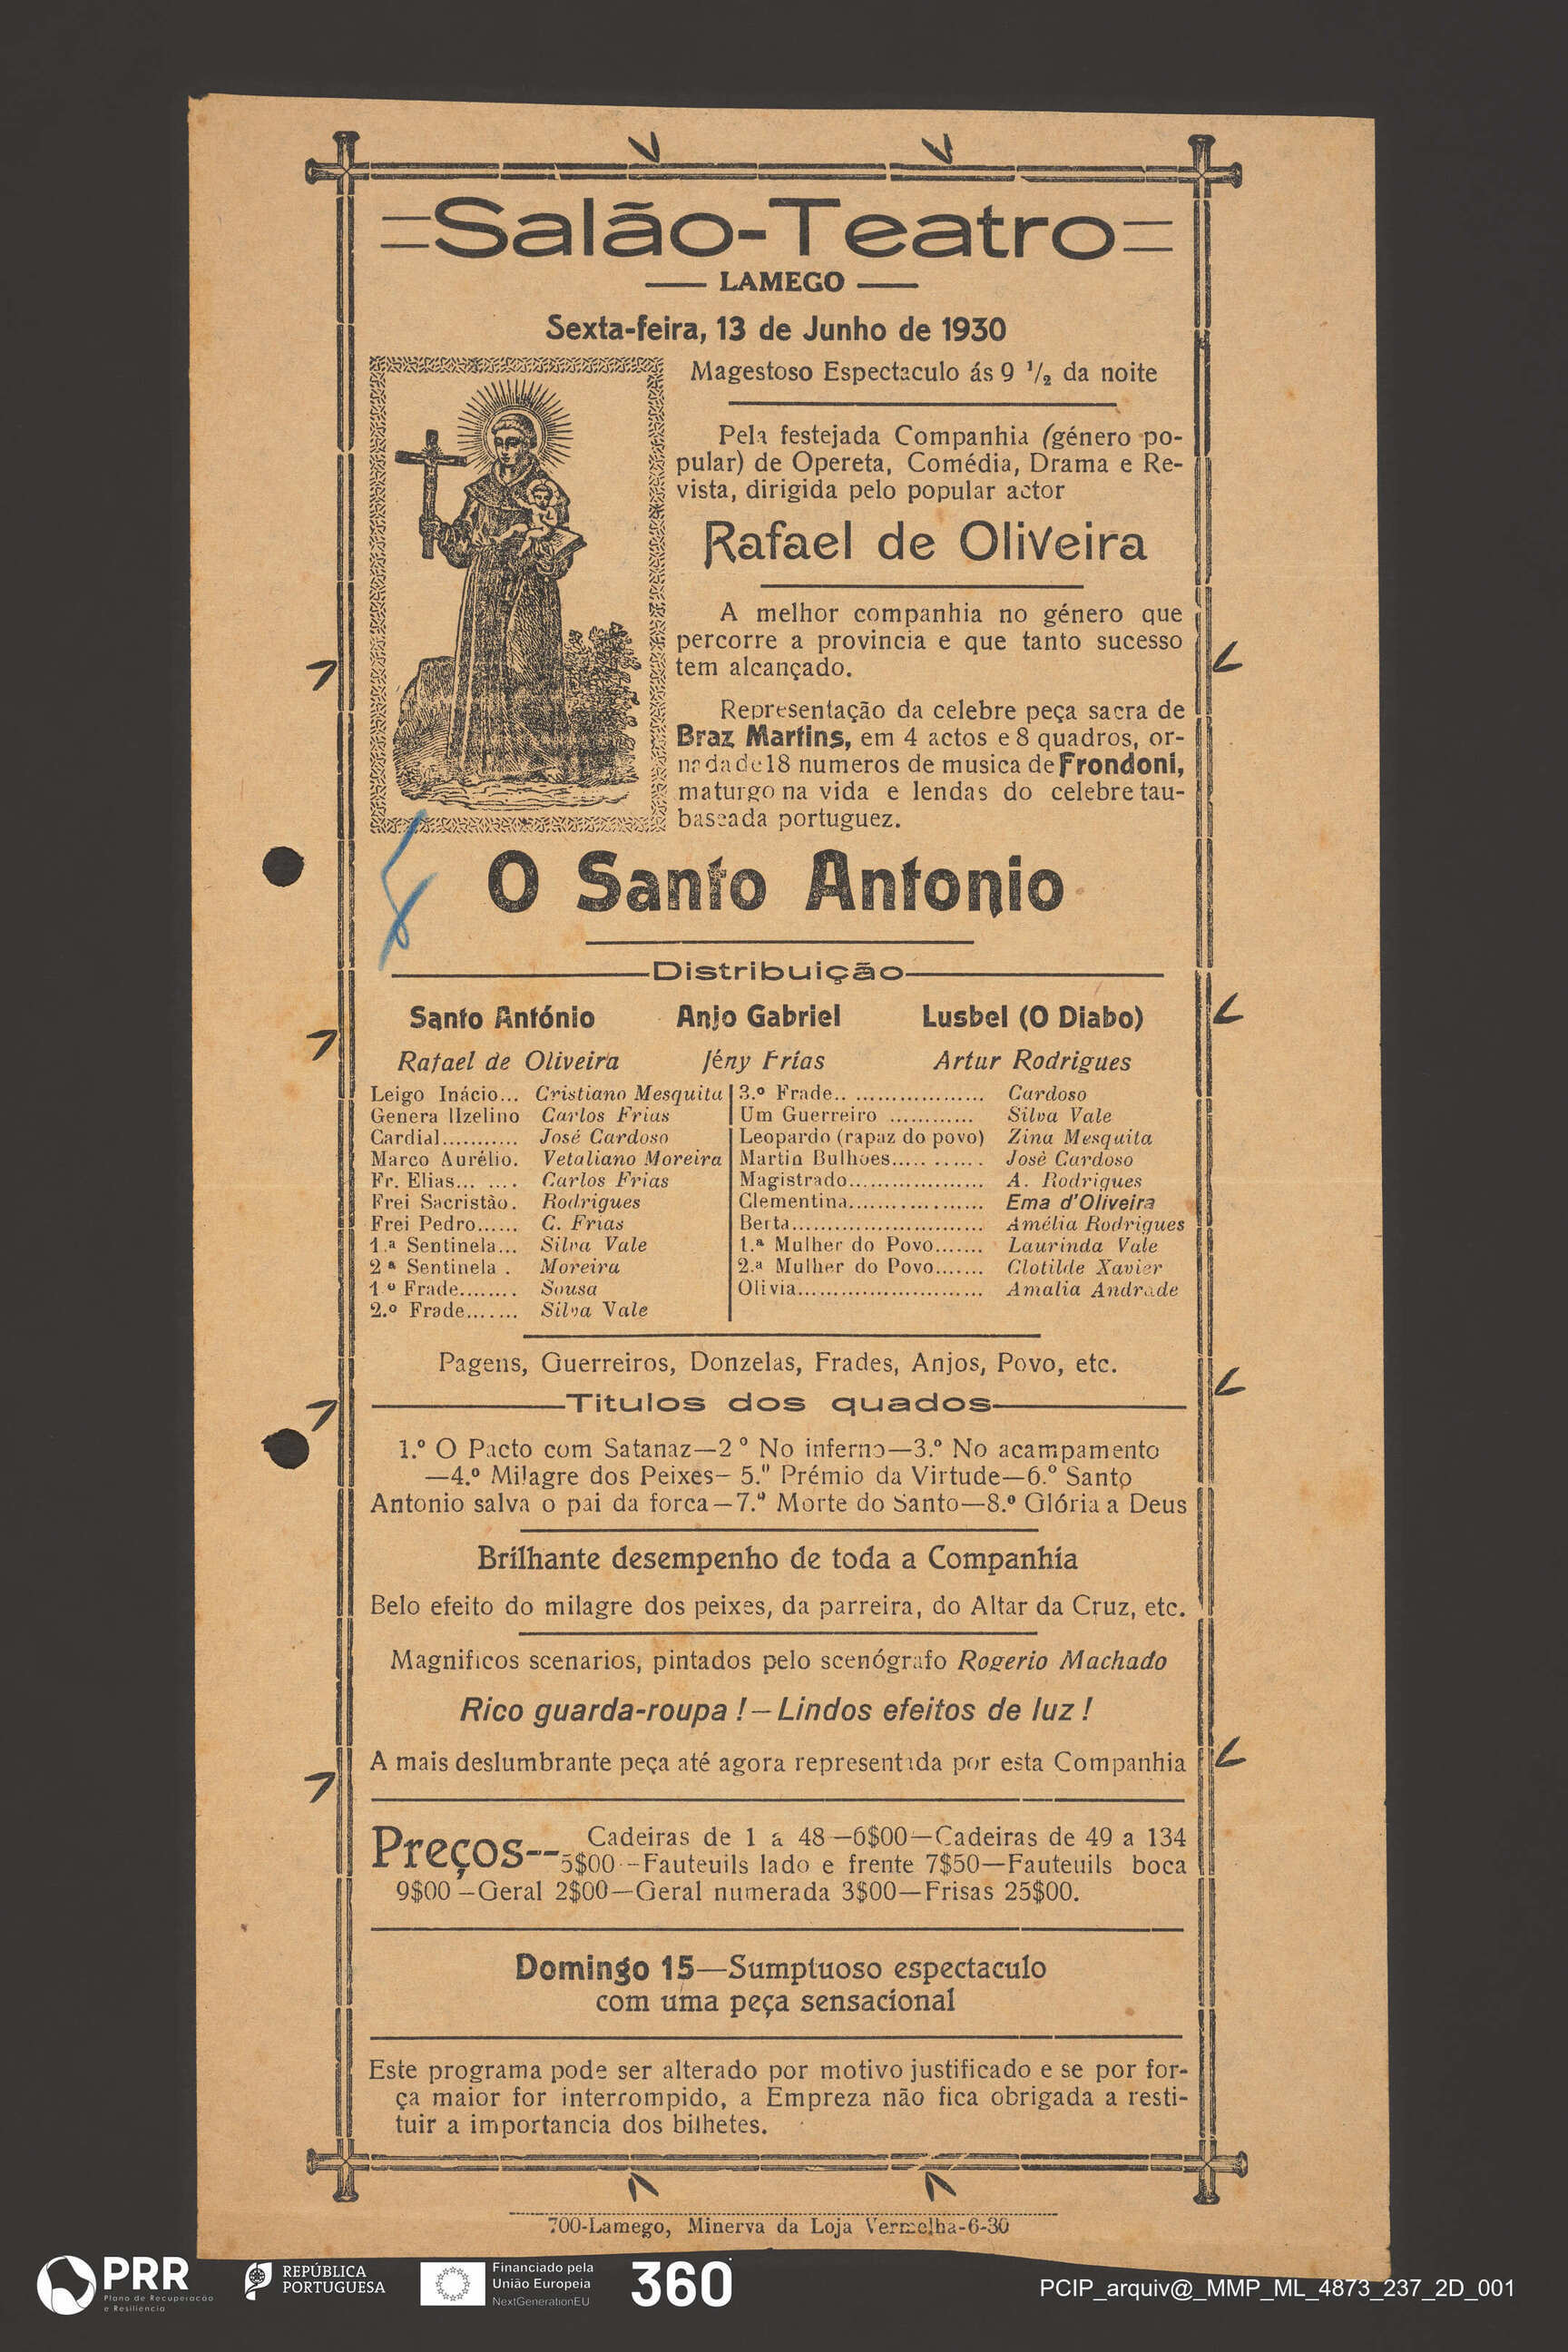 =Salão-Teatro=
— LAMEGO —
Sexta-feira, 13 de Junho de 1930
Magestoso Espectaculo ás 9 ½ da noite
Pela festejada Companhia (género po-
pular) de Opereta, Comédia, Drama e Re-
vista, dirigida pelo popular actor
Rafael de Oliveira
A melhor companhia no género que
percorre a provincia e que tanto sucesso
tem alcançado.
Representação da celebre peça sacra de
Braz Martins, em 4 actos e 8 quadros, or-
nada de 18 numeros de musica de Frondoni,
maturgo na vida e lendas do celebre tau-
baseada portuguez.
O Santo Antonio
Distribuição
Santo António Anjo Gabriel Lusbel (O Diabo)
Rafael de Oliveira Jény Frías Artur Rodrigues
Leigo Inácio... Cristiano Mesquita
Genera lIzelino Carlos Frias
Cardial........... José Cardoso
Marco Aurélio. Vetaliano Moreira
Fr. Elias... .... Carlos Frias
Frei Sacristão. Rodrigues
Frei Pedro...... C. Frias
1.ª Sentinela... Silva Vale
2 ª Sentinela . Moreira
1 º Frade........ Sousa
2.º Frade....... Silva Vale
3.º Frade.. .................. Cardoso
Um Guerreiro ............ Silva Vale
Leopardo (rapaz do povo) Zina Mesquita
Martin Bulhões..... ...... José Cardoso
Magistrado................... A. Rodrigues
Clementina................... Ema d'Oliveira
Berta........................... Amélia Rodrigues
1.ª Mulher do Povo....... Laurinda Vale
2.ª Mulher do Povo....... Clotilde Xavier
Olivia.......................... Amalia Andrade
Pagens, Guerreiros, Donzelas, Frades, Anjos, Povo, etc.
Titulos dos quados
1.º O Pacto com Satanaz—2 º No inferno—3.º No acampamento
—4.º Milagre dos Peixes— 5.º Prémio da Virtude—6.º Santo
Antonio salva o pai da forca—7.º Morte do Santo—8.º Glória a Deus
Brilhante desempenho de toda a Companhia
Belo efeito do milagre dos peixes, da parreira, do Altar da Cruz, etc.
Magnificos scenarios, pintados pelo scenógrafo Rogerio Machado
Rico guarda-roupa !—Lindos efeitos de luz !
A mais deslumbrante peça até agora representada por esta Companhia
Preços--Cadeiras de 1 a 48—6$00—Cadeiras de 49 a 134
5$00--Fauteuils lado e frente 7$50—Fauteuils boca
9$00—Geral 2$00—Geral numerada 3$00—Frisas 25$00.
Domingo 15—Sumptuoso espectaculo
com uma peça sensacional
Este programa pode ser alterado por motivo justificado e se por for-
ça maior for interrompido, a Empreza não fica obrigada a resti-
tuir a importancia dos bilhetes.
700-Lamego, Minerva da Loja Vermelha-6-30
PRR
Plano de Recuperação
e Resiliência
REPÚBLICA
PORTUGUESA
Financiado pela
União Europeia
NextGenerationEU
360
PCIP_arquiv@_MMP_ML_4873_237_2D_001